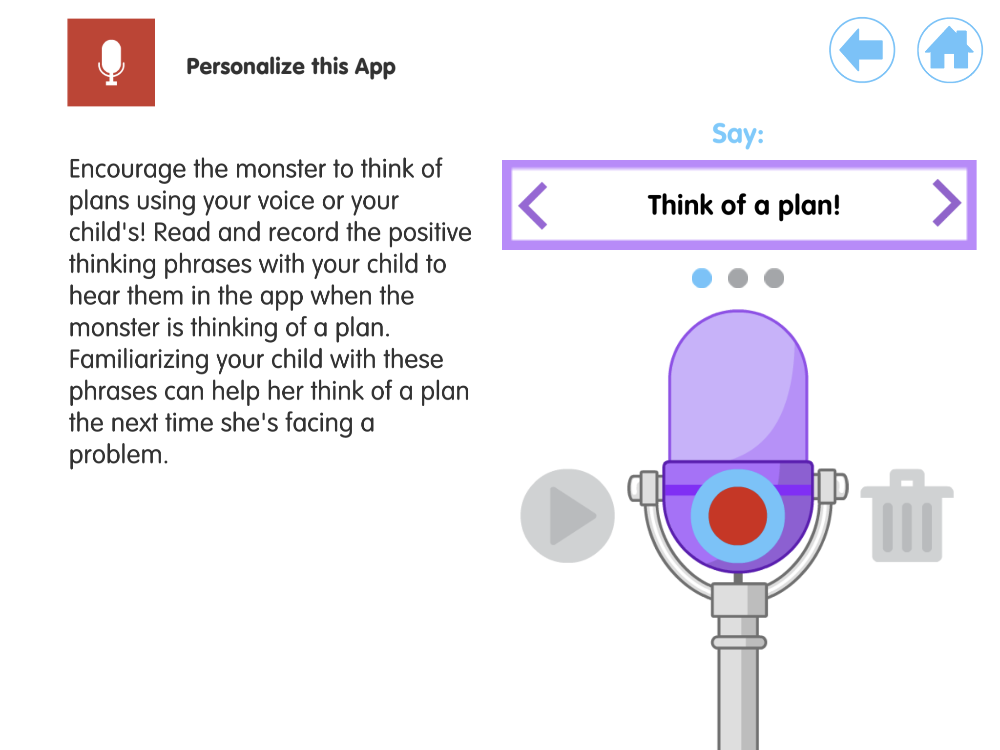 Personalize this App
Encourage the monster to think of
plans using your voice or your
child's! Read and record the positive
thinking phrases with your child to
hear them in the app when the
monster is thinking of a plan.
Familiarizing your child with these
phrases can help her think of a plan
the next time she's facing a
problem.
Say:
Think of a plan!